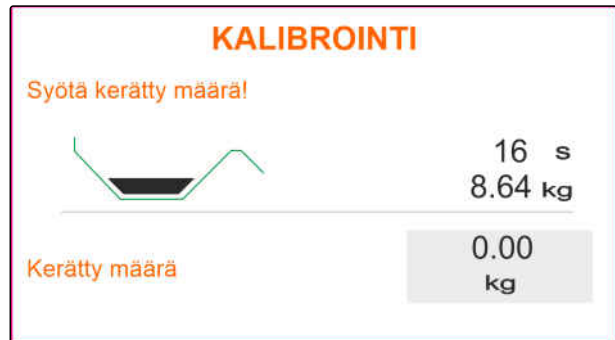 KALIBROINTI
Syötä kerätty määrä!
16 s
8.64 kg
Kerätty määrä
0.00
kg